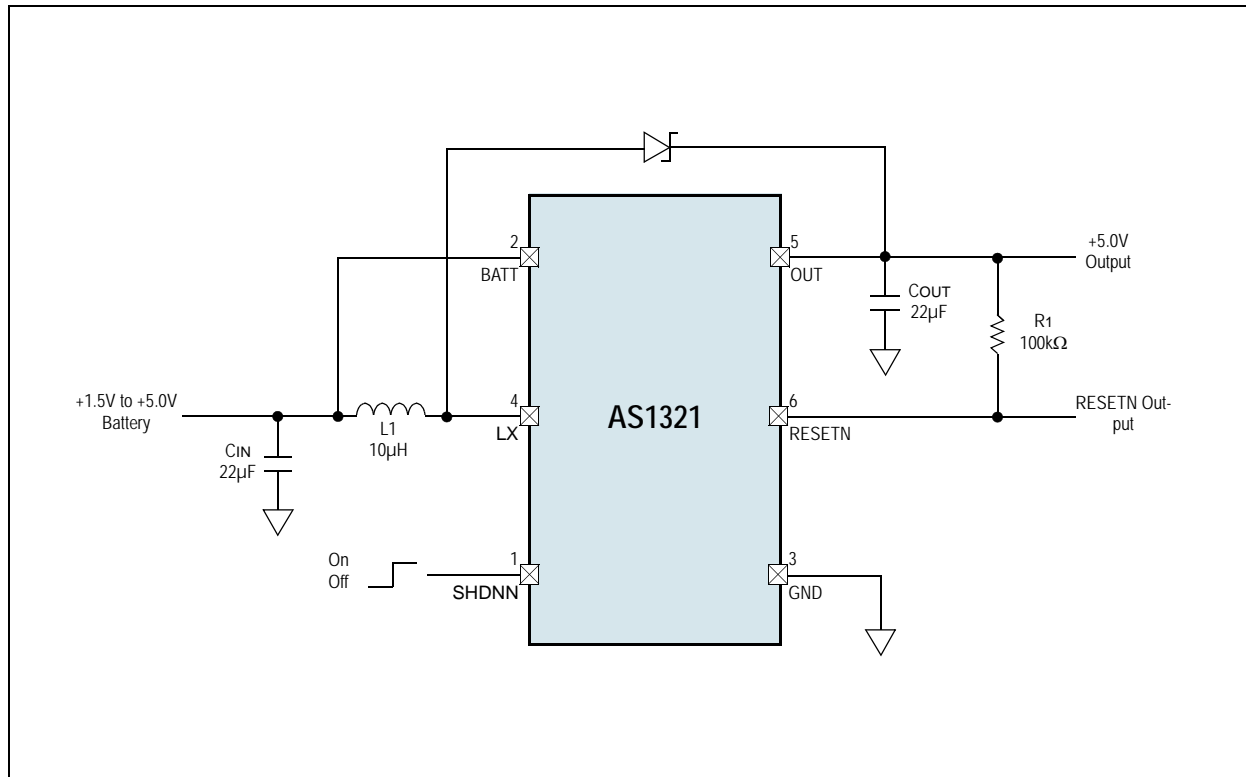 2
BATT
5
OUT
+5.0V
Output
COUT
22µF
R1
100kΩ
+1.5V to +5.0V
Battery
L1
10µH
4
LX
AS1321
6
RESETN
RESETN Out-
put
CIN
22µF
On
Off
1
SHDNN
3
GND